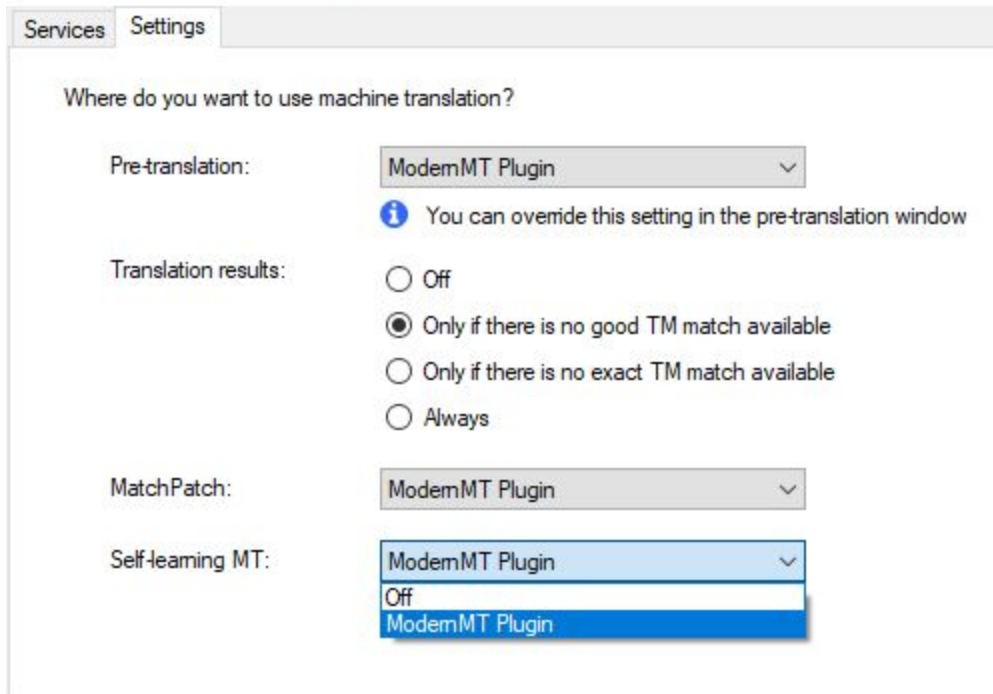 Services Settings
Where do you want to use machine translation?
Pre-translation: ModernMT Plugin
You can override this setting in the pre-translation window
Translation results:
Off
Only if there is no good TM match available
Only if there is no exact TM match available
Always
MatchPatch: ModernMT Plugin
Self-learning MT: ModernMT Plugin
Off
ModernMT Plugin